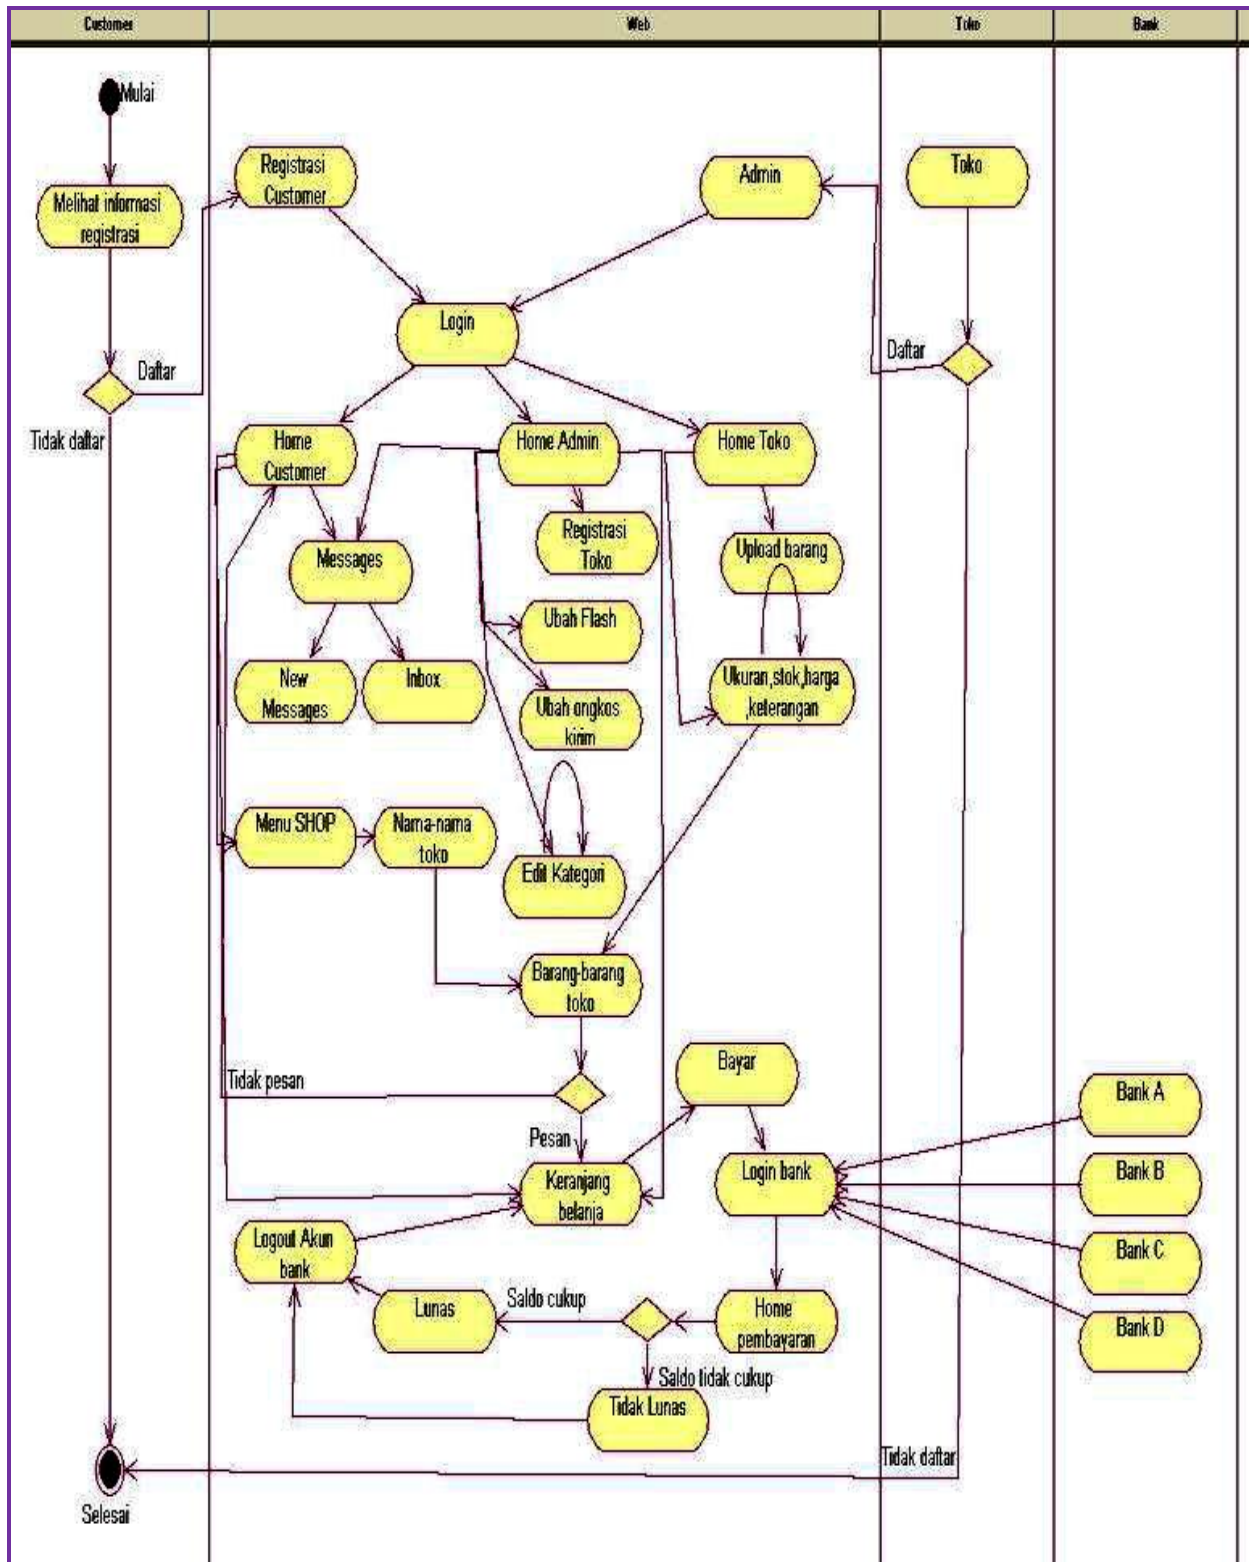 Customer
Web
Toko
Bank
Mulai
Registrasi
Customer
Admin
Toko
Melihat informasi
registrasi
Login
Daftar
Daftar
Tidak daftar
Home
Customer
Home Admin
Home Toko
Registrasi
Toko
Upload barang
Messages
Ubah Flash
New
Messages
Inbox
Ubah ongkos
kirim
Ukuran,stok,harga
,keterangan
Menu SHOP
Nama-nama
toko
Edit Kategori
Barang-barang
toko
Bayar
Tidak pesan
Bank A
Pesan
Keranjang
belanja
Login bank
Bank B
Logout Akun
bank
Bank C
Lunas
Saldo cukup
Home
pembayaran
Bank D
Saldo tidak cukup
Tidak Lunas
Tidak daftar
Selesai